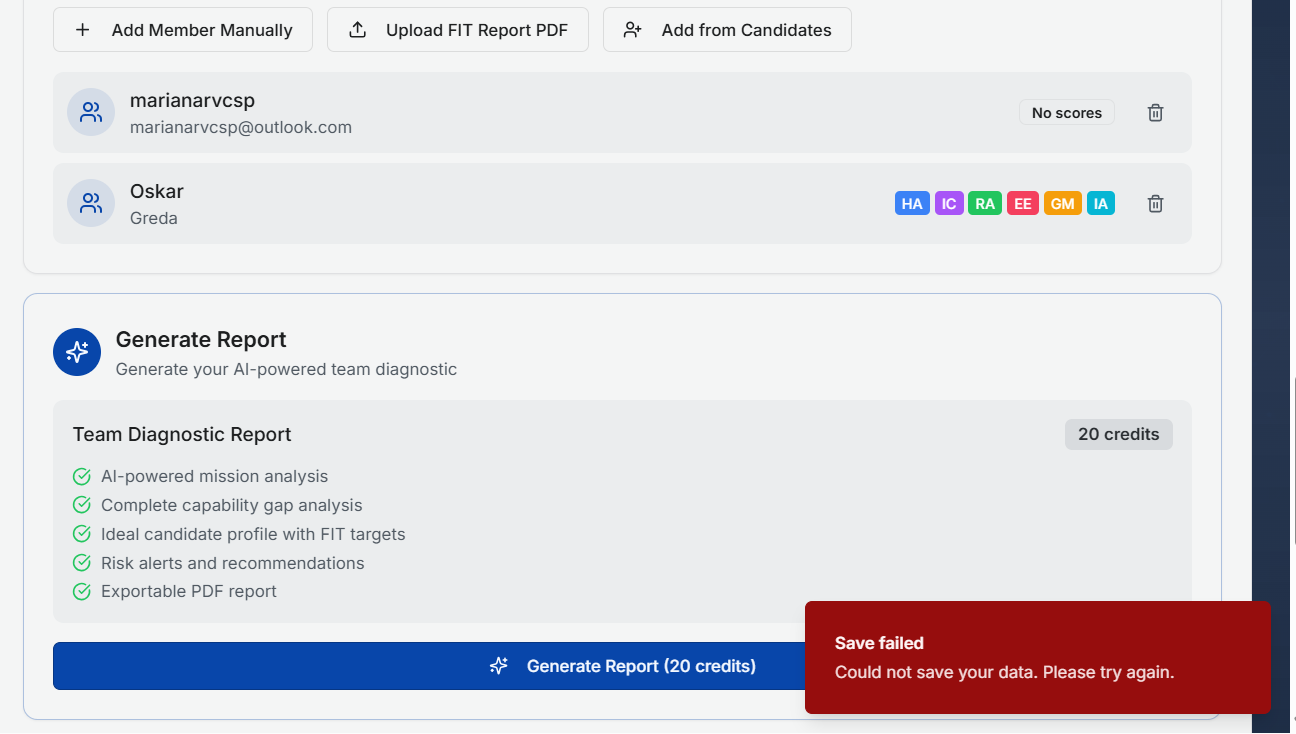 Add Member Manually
Upload FIT Report PDF
Add from Candidates
marianarvcsp
marianarvcsp@outlook.com
No scores
Oskar
Greda
HA IC RA EE GM IA
Generate Report
Generate your AI-powered team diagnostic
Team Diagnostic Report
20 credits
AI-powered mission analysis
Complete capability gap analysis
Ideal candidate profile with FIT targets
Risk alerts and recommendations
Exportable PDF report
Generate Report (20 credits)
Save failed
Could not save your data. Please try again.